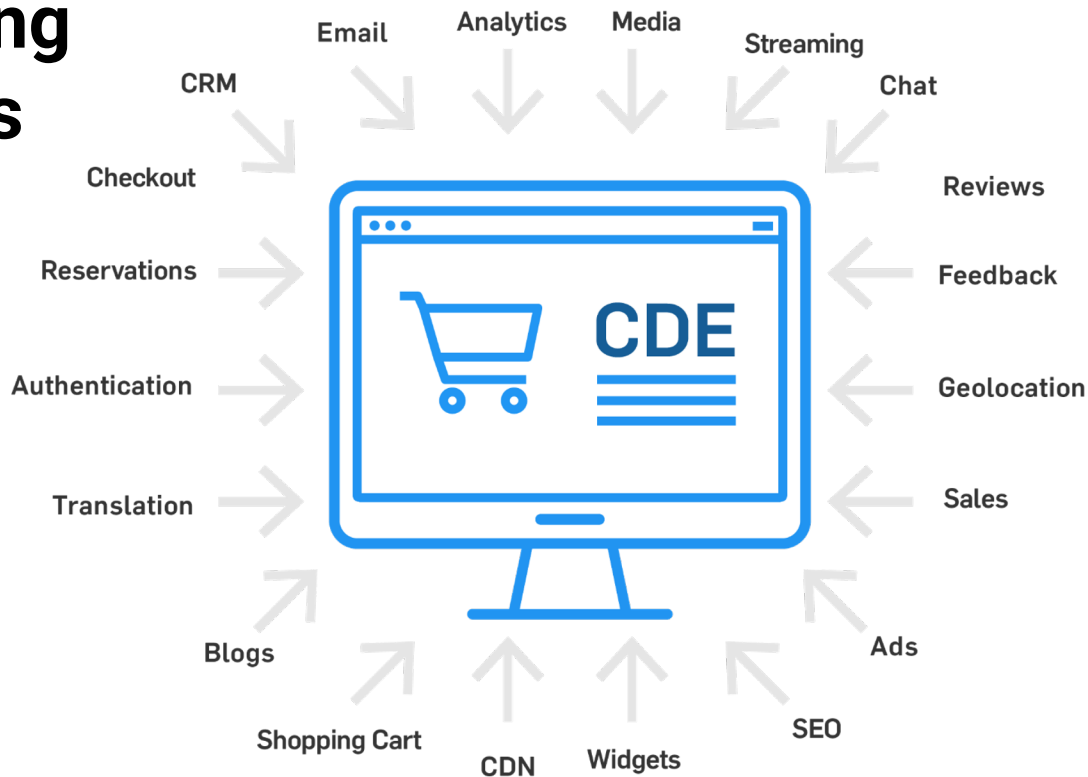 ng
s
Email
Analytics
Media
Streaming
CRM
Chat
Checkout
Reviews
Reservations
Feedback
CDE
Authentication
Geolocation
Translation
Sales
Blogs
Ads
Shopping Cart
CDN
Widgets
SEO